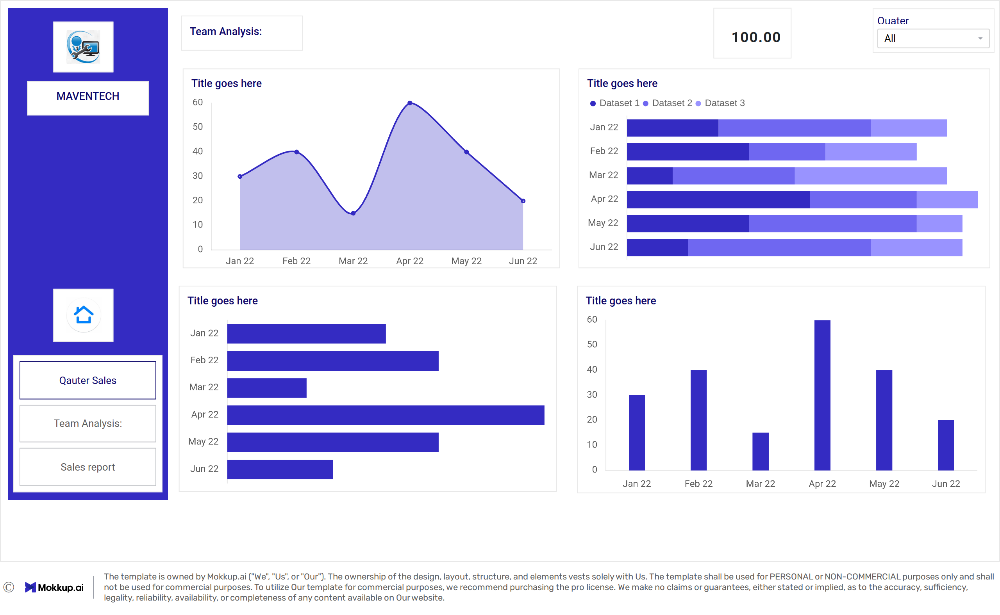 Team Analysis:
100.00
Quater
All
MAVENTECH
Title goes here
60
50
40
30
20
10
0
Jan 22 Feb 22 Mar 22 Apr 22 May 22 Jun 22
Title goes here
Dataset 1 Dataset 2 Dataset 3
Jan 22
Feb 22
Mar 22
Apr 22
May 22
Jun 22
Title goes here
Jan 22
Feb 22
Mar 22
Apr 22
May 22
Jun 22
Title goes here
60
50
40
30
20
10
0
Jan 22 Feb 22 Mar 22 Apr 22 May 22 Jun 22
Qauter Sales
Team Analysis:
Sales report
© Mokkup.ai
The template is owned by Mokkup.ai ("We", "Us", or "Our"). The ownership of the design, layout, structure, and elements vests solely with Us. The template shall be used for PERSONAL or NON-COMMERCIAL purposes only and shall
not be used for commercial purposes. To utilize Our template for commercial purposes, we recommend purchasing the pro license. We make no claims or guarantees, either stated or implied, as to the accuracy, sufficiency,
legality, reliability, availability, or completeness of any content available on Our website.